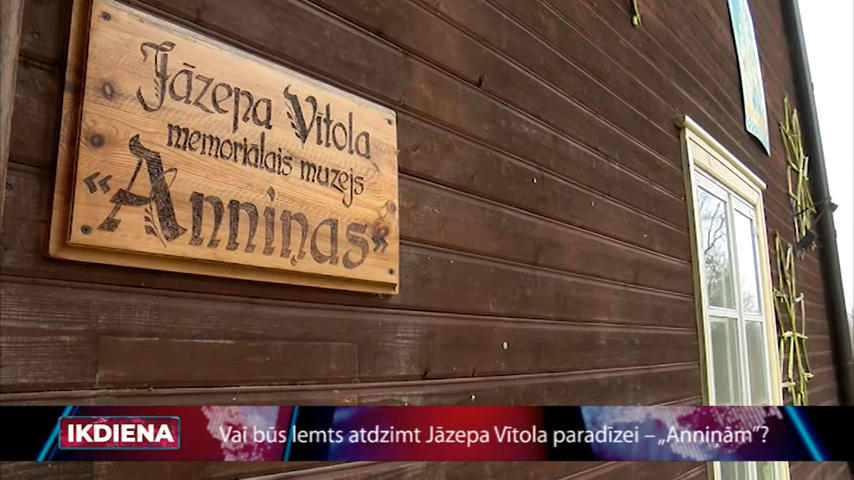 Jāzepa Vītola
memoriālais muzejs
«Anniņas»
IKDIENA
Vai būs lemts atdzimt Jāzepa Vītola paradīzei – „Anniņām"?